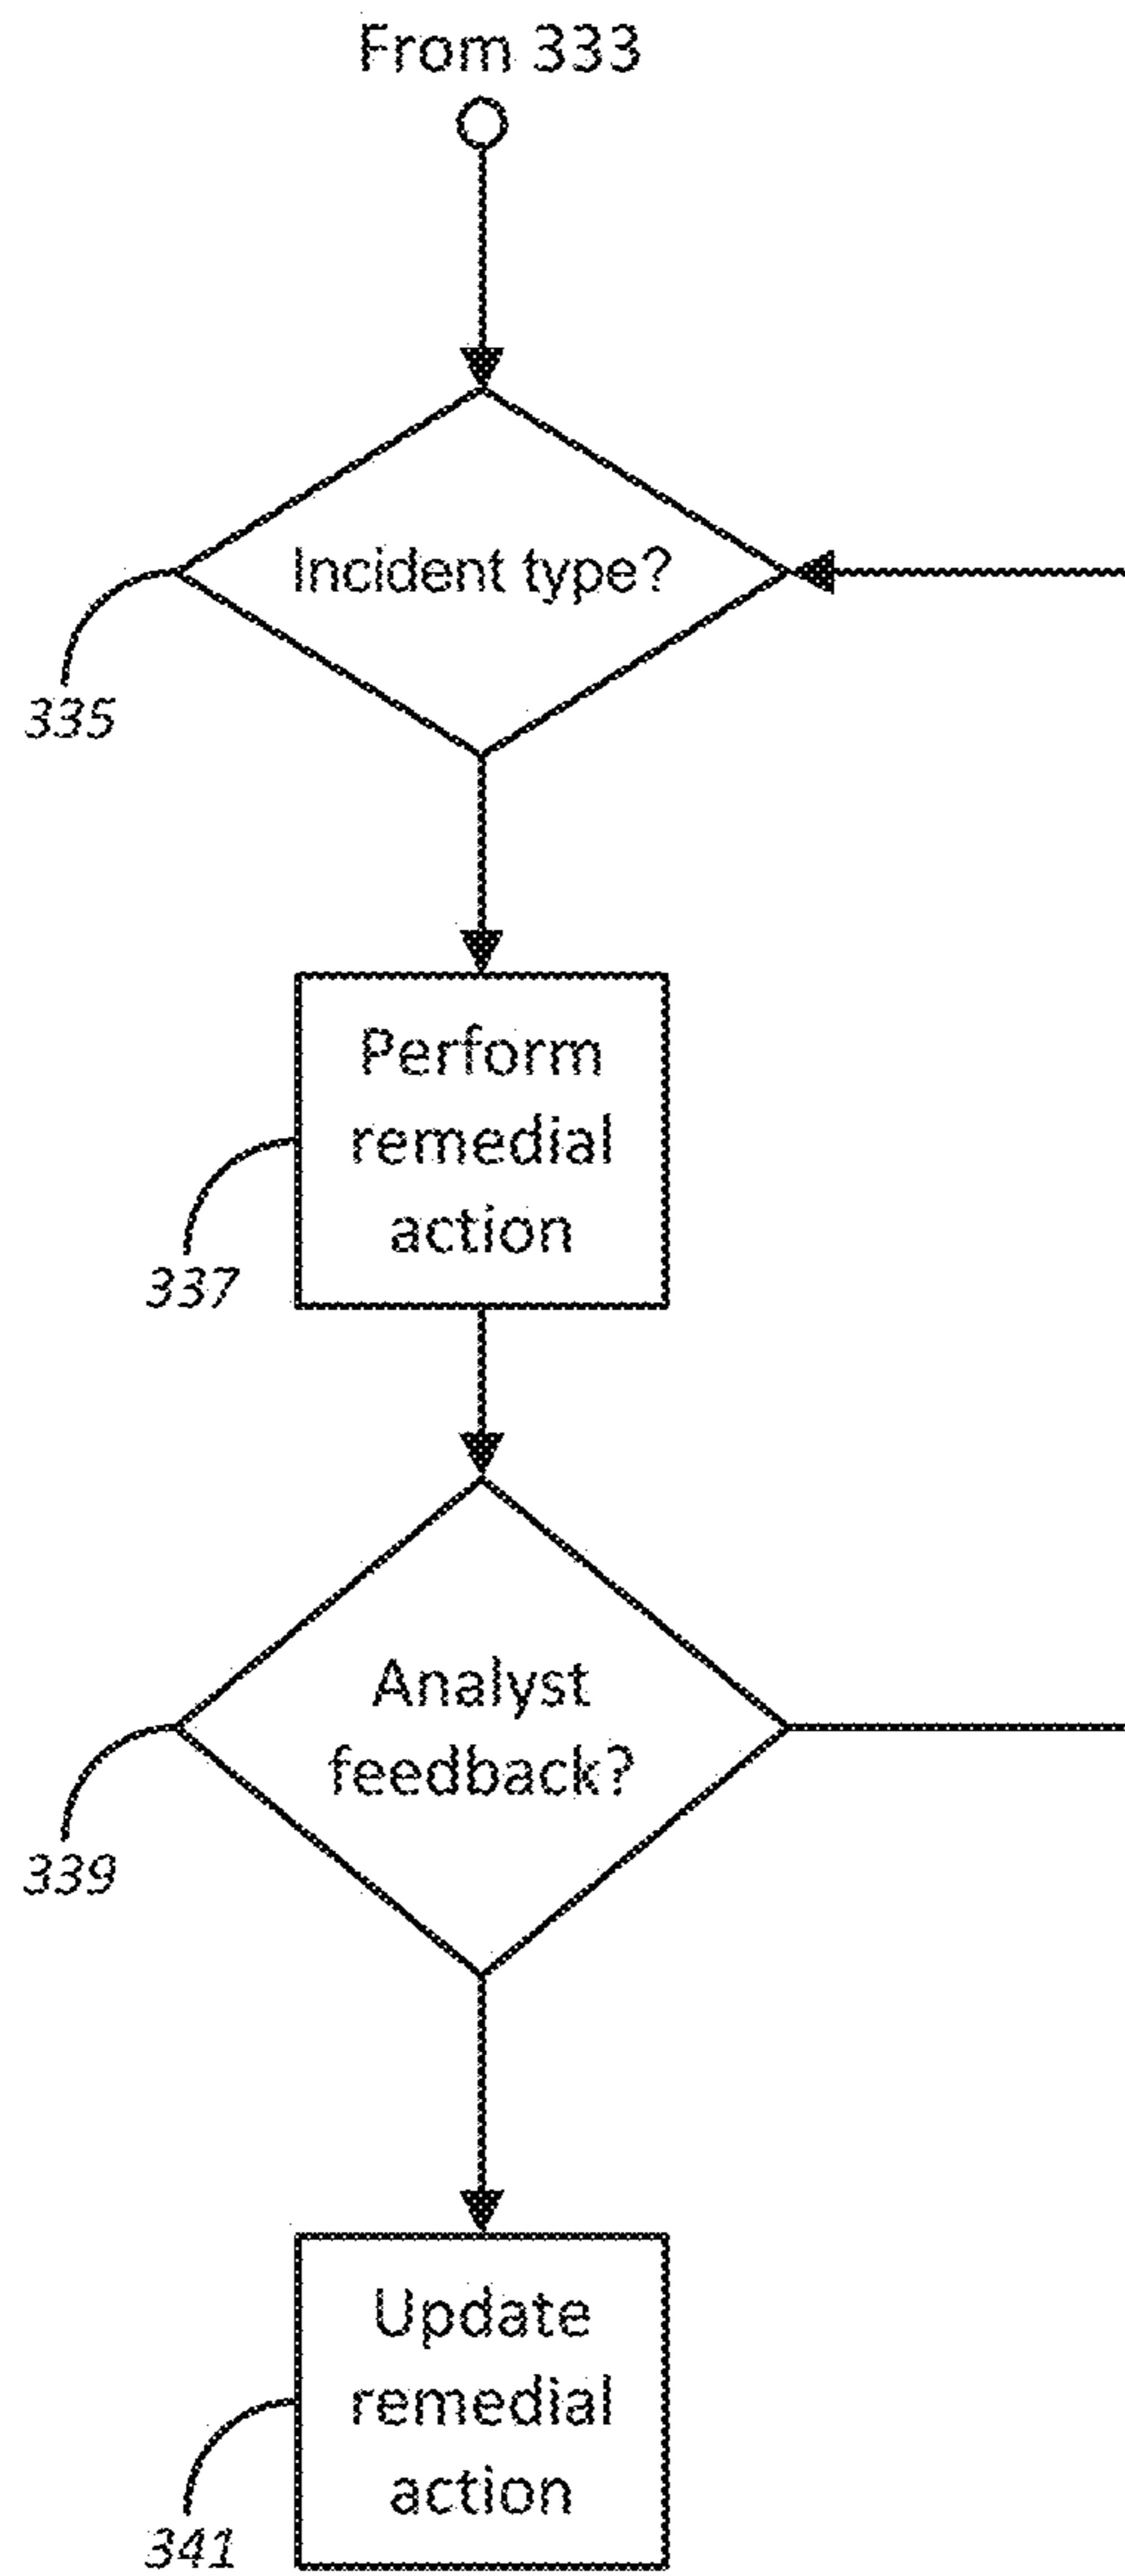 From 333
Incident type?
335
Perform
remedial
action
337
Analyst
feedback?
339
Update
remedial
action
341